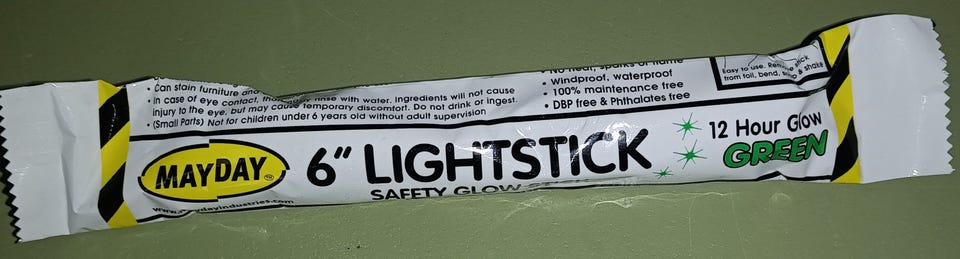 Can stain furniture and
• In case of eye contact, rinse with water. Ingredients will not cause
injury to the eye, but may cause temporary discomfort. Do not drink or ingest.
• (Small Parts) Not for children under 6 years old without adult supervision
No heat, sparks or flame
• Windproof, waterproof
• 100% maintenance free
• DBP free & Phthalates free
Easy to use. Remove stick
from foil, bend, & shake
MAYDAY
6" LIGHTSTICK
SAFETY GLOW
12 Hour Glow
GREEN